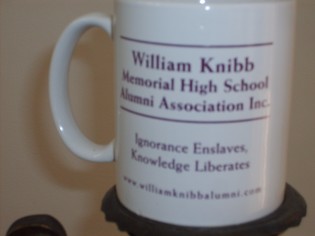 William Knibb
Memorial High School
Alumni Association Inc.
Ignorance Enslaves,
Knowledge Liberates
www.williamknibbalumni.com